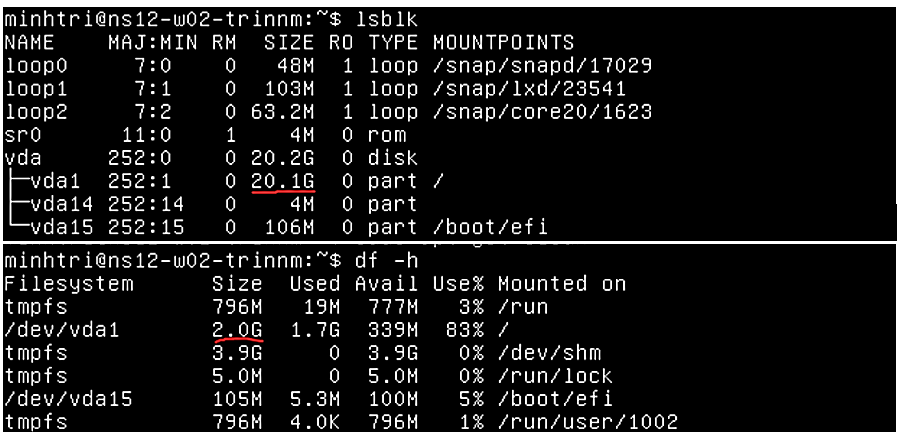 minhtri@ns12-w02-trinnm:~$ lsblk
NAME    MAJ:MIN RM  SIZE RO TYPE MOUNTPOINTS
loop0     7:0    0   48M  1 loop /snap/snapd/17029
loop1     7:1    0  103M  1 loop /snap/lxd/23541
loop2     7:2    0 63.2M  1 loop /snap/core20/1623
sr0      11:0    1    4M  0 rom
vda     252:0    0 20.2G  0 disk
├─vda1  252:1    0 20.1G  0 part /
├─vda14 252:14   0    4M  0 part
└─vda15 252:15   0  106M  0 part /boot/efi
minhtri@ns12-w02-trinnm:~$ df -h
Filesystem      Size  Used Avail Use% Mounted on
tmpfs           796M   19M  777M   3% /run
/dev/vda1       2.0G  1.7G  339M  83% /
tmpfs           3.9G     0  3.9G   0% /dev/shm
tmpfs           5.0M     0  5.0M   0% /run/lock
/dev/vda15      105M  5.3M  100M   5% /boot/efi
tmpfs           796M  4.0K  796M   1% /run/user/1002